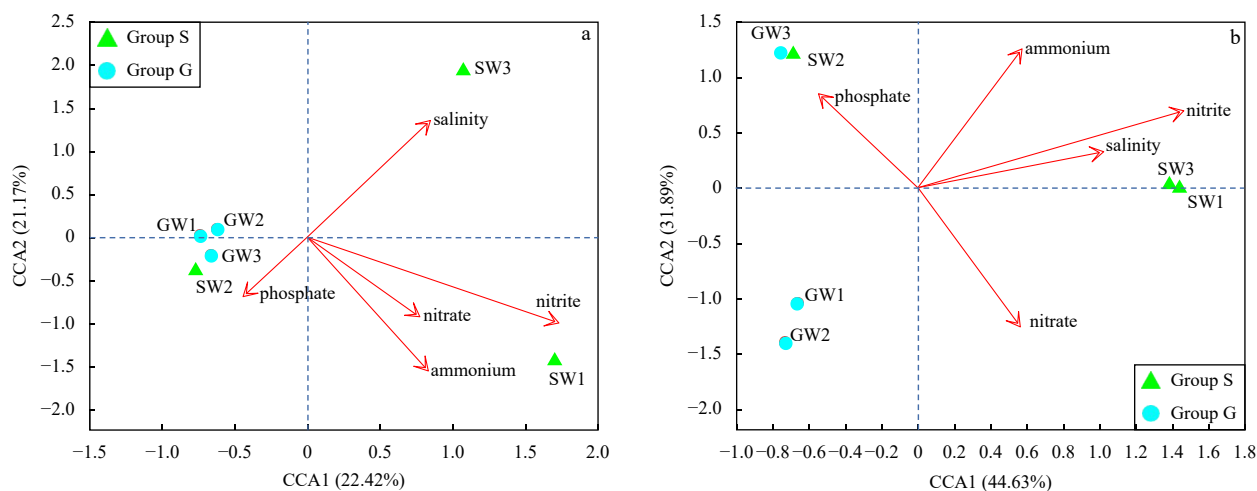 a
Group S
Group G
2.5
2.0
1.5
1.0
0.5
0
−0.5
−1.0
−1.5
−2.0
CCA2 (21.17%)
SW3
salinity
GW1
GW2
GW3
SW2
phosphate
nitrate
nitrite
ammonium
SW1
−1.5
−1.0
−0.5
0
0.5
1.0
1.5
2.0
CCA1 (22.42%)
b
1.5
1.0
0.5
0
−0.5
−1.0
−1.5
−2.0
CCA2 (31.89%)
GW3
SW2
phosphate
ammonium
nitrite
salinity
SW3
SW1
GW1
GW2
nitrate
Group S
Group G
−1.0
−0.8
−0.6
−0.4
−0.2
0
0.2
0.4
0.6
0.8
1.0
1.2
1.4
1.6
1.8
CCA1 (44.63%)